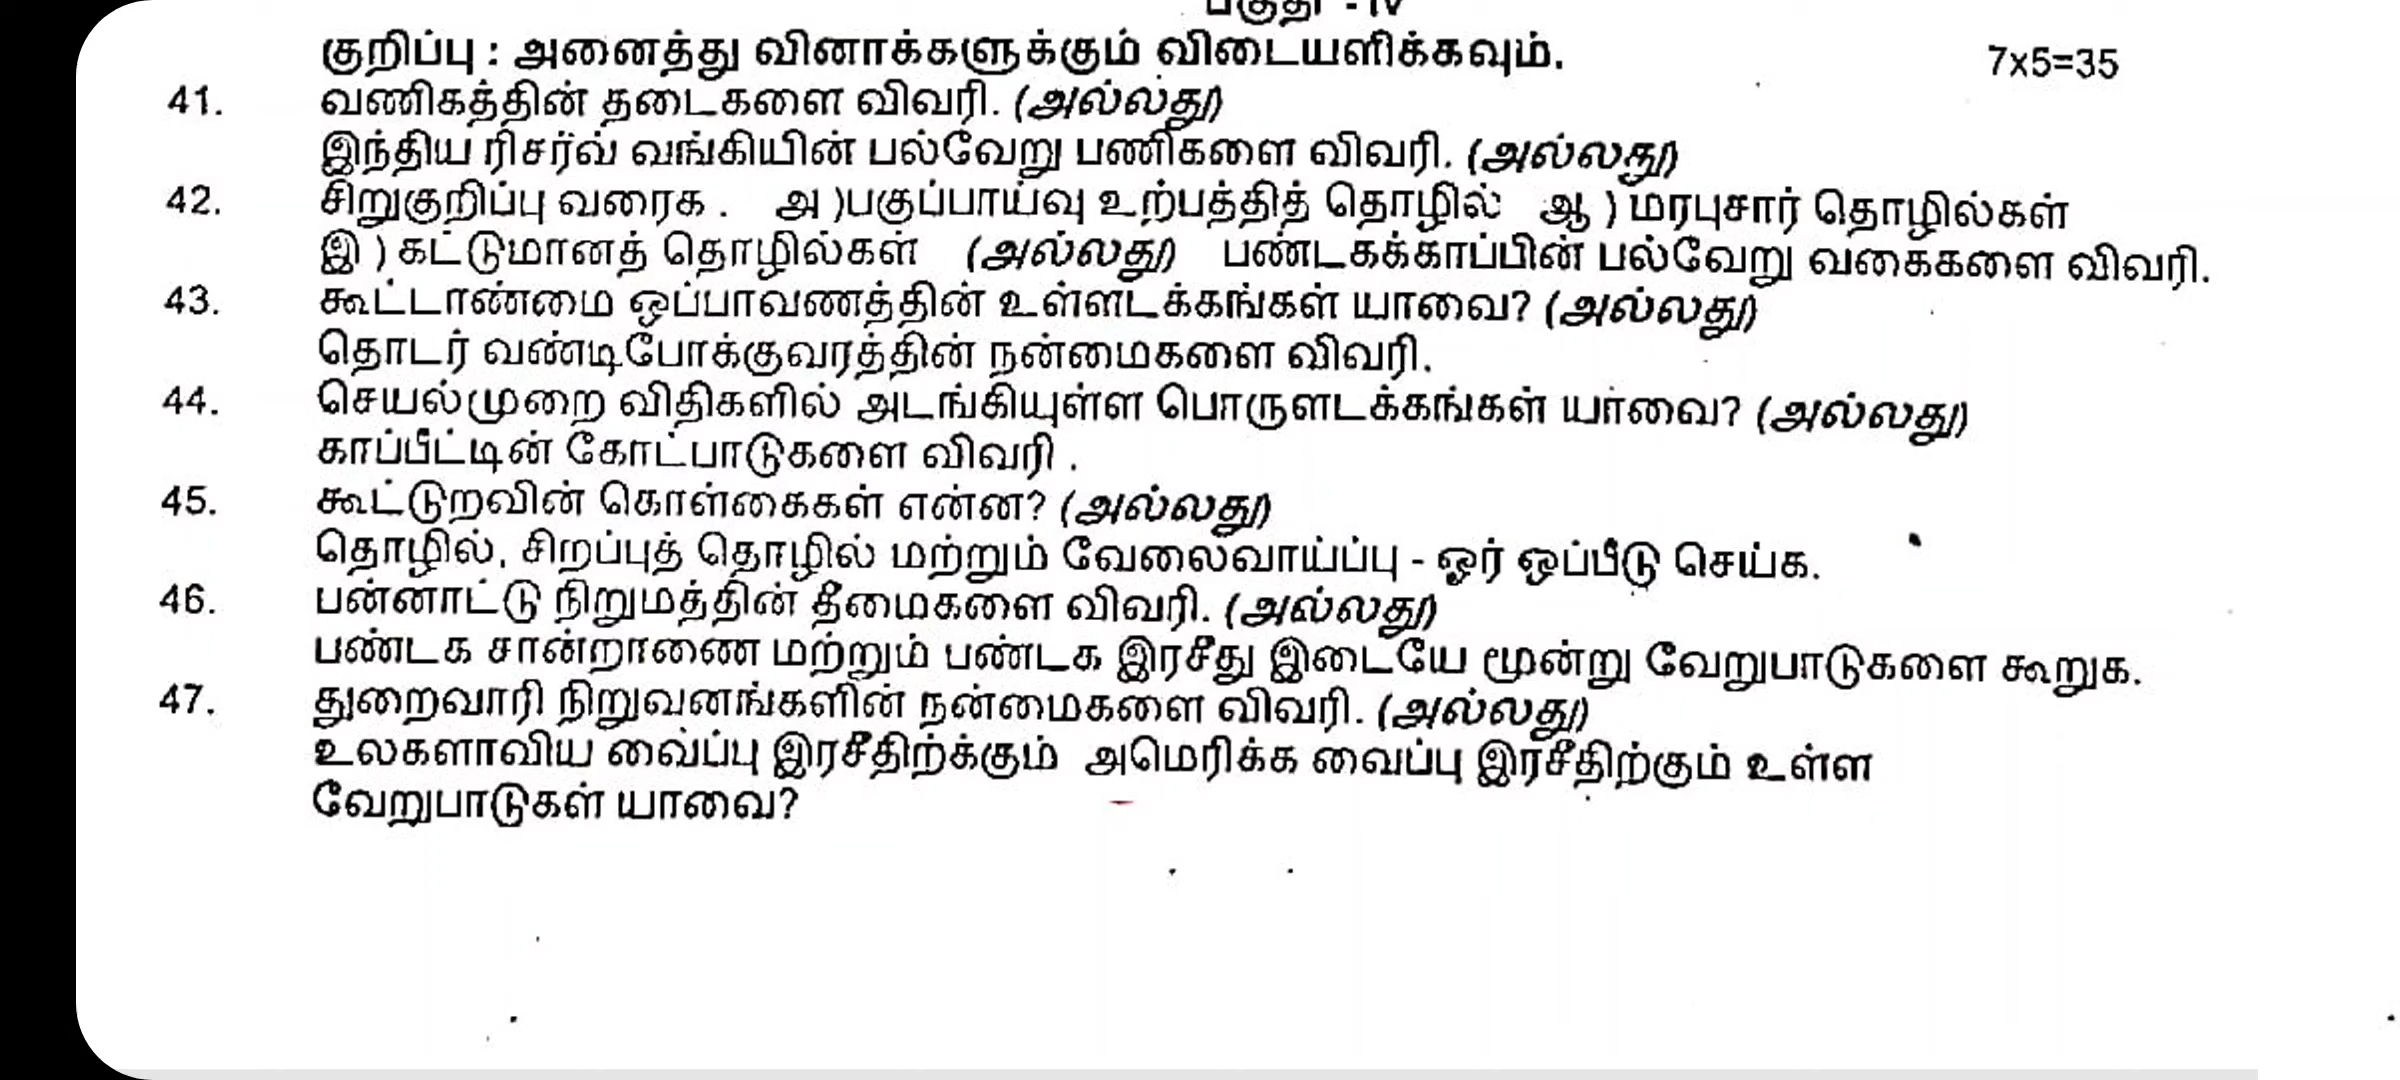 பகுதி - IV
குறிப்பு : அனைத்து வினாக்களுக்கும் விடையளிக்கவும். 7x5=35
41. வணிகத்தின் தடைகளை விவரி. (அல்லது)
இந்திய ரிசர்வ் வங்கியின் பல்வேறு பணிகளை விவரி. (அல்லது)
42. சிறுகுறிப்பு வரைக . அ )பகுப்பாய்வு உற்பத்தித் தொழில் ஆ ) மரபுசார் தொழில்கள்
இ ) கட்டுமானத் தொழில்கள் (அல்லது) பண்டகக்காப்பின் பல்வேறு வகைகளை விவரி.
43. கூட்டாண்மை ஒப்பாவணத்தின் உள்ளடக்கங்கள் யாவை? (அல்லது)
தொடர் வண்டிபோக்குவரத்தின் நன்மைகளை விவரி.
44. செயல்முறை விதிகளில் அடங்கியுள்ள பொருளடக்கங்கள் யாவை? (அல்லது)
காப்பீட்டின் கோட்பாடுகளை விவரி .
45. கூட்டுறவின் கொள்கைகள் என்ன? (அல்லது)
தொழில், சிறப்புத் தொழில் மற்றும் வேலைவாய்ப்பு - ஓர் ஒப்பீடு செய்க.
46. பன்னாட்டு நிறுமத்தின் தீமைகளை விவரி. (அல்லது)
பண்டக சான்றாணை மற்றும் பண்டக இரசீது இடையே மூன்று வேறுபாடுகளை கூறுக.
47. துறைவாரி நிறுவனங்களின் நன்மைகளை விவரி. (அல்லது)
உலகளாவிய வைப்பு இரசீதிற்க்கும் அமெரிக்க வைப்பு இரசீதிற்கும் உள்ள
வேறுபாடுகள் யாவை?